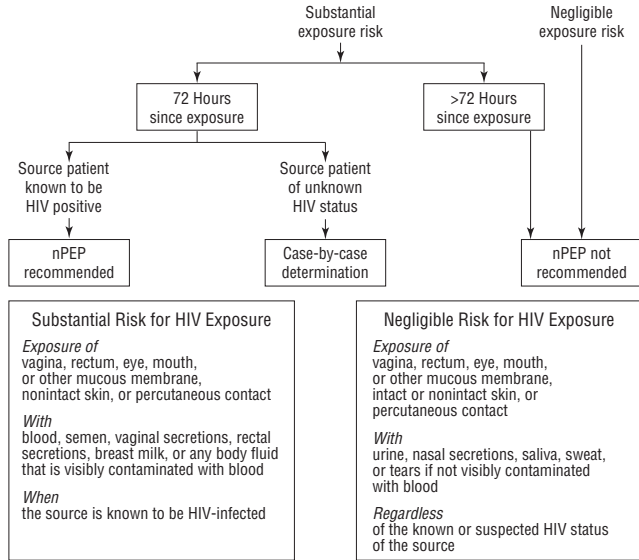 Substantial
exposure risk
Negligible
exposure risk
72 Hours
since exposure
>72 Hours
since exposure
Source patient
known to be
HIV positive
Source patient
of unknown
HIV status
nPEP
recommended
Case-by-case
determination
nPEP not
recommended
Substantial Risk for HIV Exposure
Exposure of
vagina, rectum, eye, mouth,
or other mucous membrane,
nonintact skin, or percutaneous contact
With
blood, semen, vaginal secretions, rectal
secretions, breast milk, or any body fluid
that is visibly contaminated with blood
When
the source is known to be HIV-infected
Negligible Risk for HIV Exposure
Exposure of
vagina, rectum, eye, mouth,
or other mucous membrane,
intact or nonintact skin, or
percutaneous contact
With
urine, nasal secretions, saliva, sweat,
or tears if not visibly contaminated
with blood
Regardless
of the known or suspected HIV status
of the source